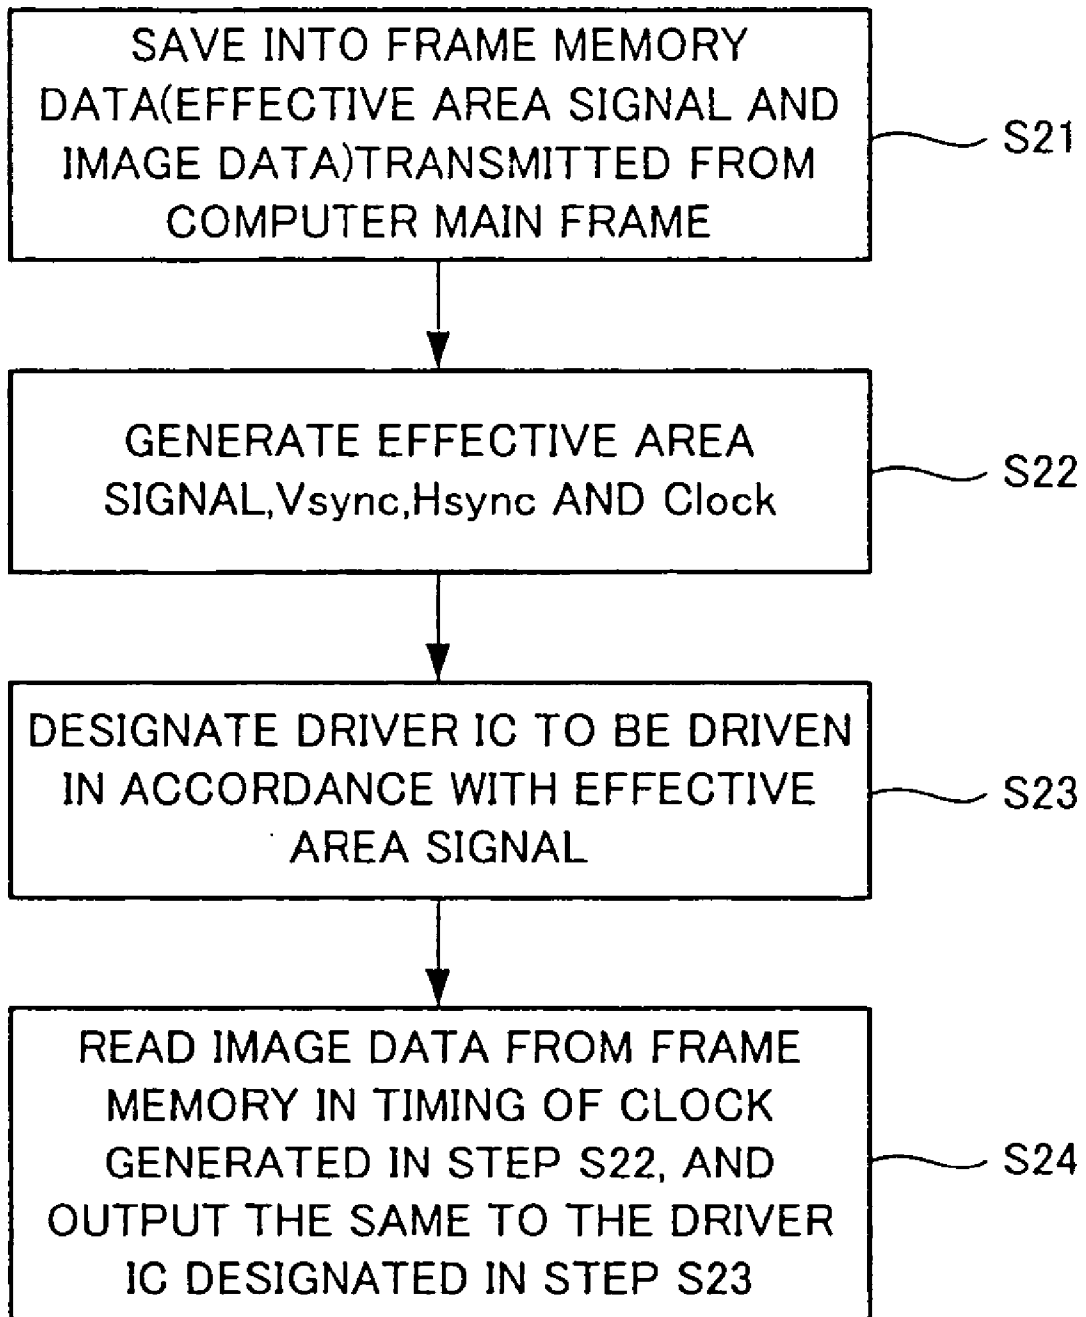 SAVE INTO FRAME MEMORY
DATA(EFFECTIVE AREA SIGNAL AND
IMAGE DATA)TRANSMITTED FROM
COMPUTER MAIN FRAME
S21
GENERATE EFFECTIVE AREA
SIGNAL,Vsync,Hsync AND Clock
S22
DESIGNATE DRIVER IC TO BE DRIVEN
IN ACCORDANCE WITH EFFECTIVE
AREA SIGNAL
S23
READ IMAGE DATA FROM FRAME
MEMORY IN TIMING OF CLOCK
GENERATED IN STEP S22, AND
OUTPUT THE SAME TO THE DRIVER
IC DESIGNATED IN STEP S23
S24